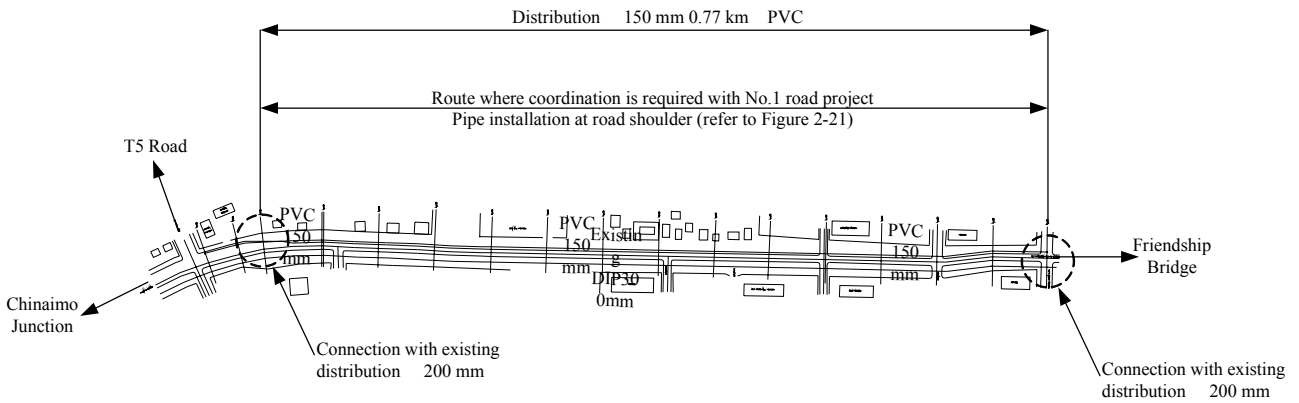 Distribution 150 mm 0.77 km PVC
Route where coordination is required with No.1 road project
Pipe installation at road shoulder (refer to Figure 2-21)
T5 Road
PVC
150
mm
PVC
150
mm
Existin
g
DIP30
0mm
PVC
150
mm
Friendship
Bridge
Chinaimo
Junction
Connection with existing
distribution 200 mm
Connection with existing
distribution 200 mm